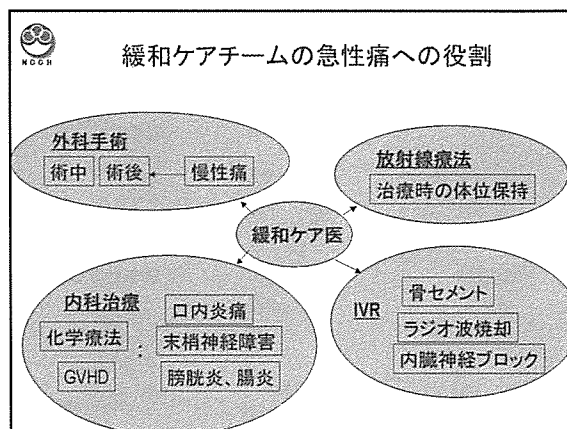 NCCH
緩和ケアチームの急性痛への役割
外科手術
術中 術後 慢性痛
放射線療法
治療時の体位保持
緩和ケア医
内科治療
化学療法
GVHD
:
口内炎痛
末梢神経障害
膀胱炎、腸炎
IVR
骨セメント
ラジオ波焼却
内臓神経ブロック